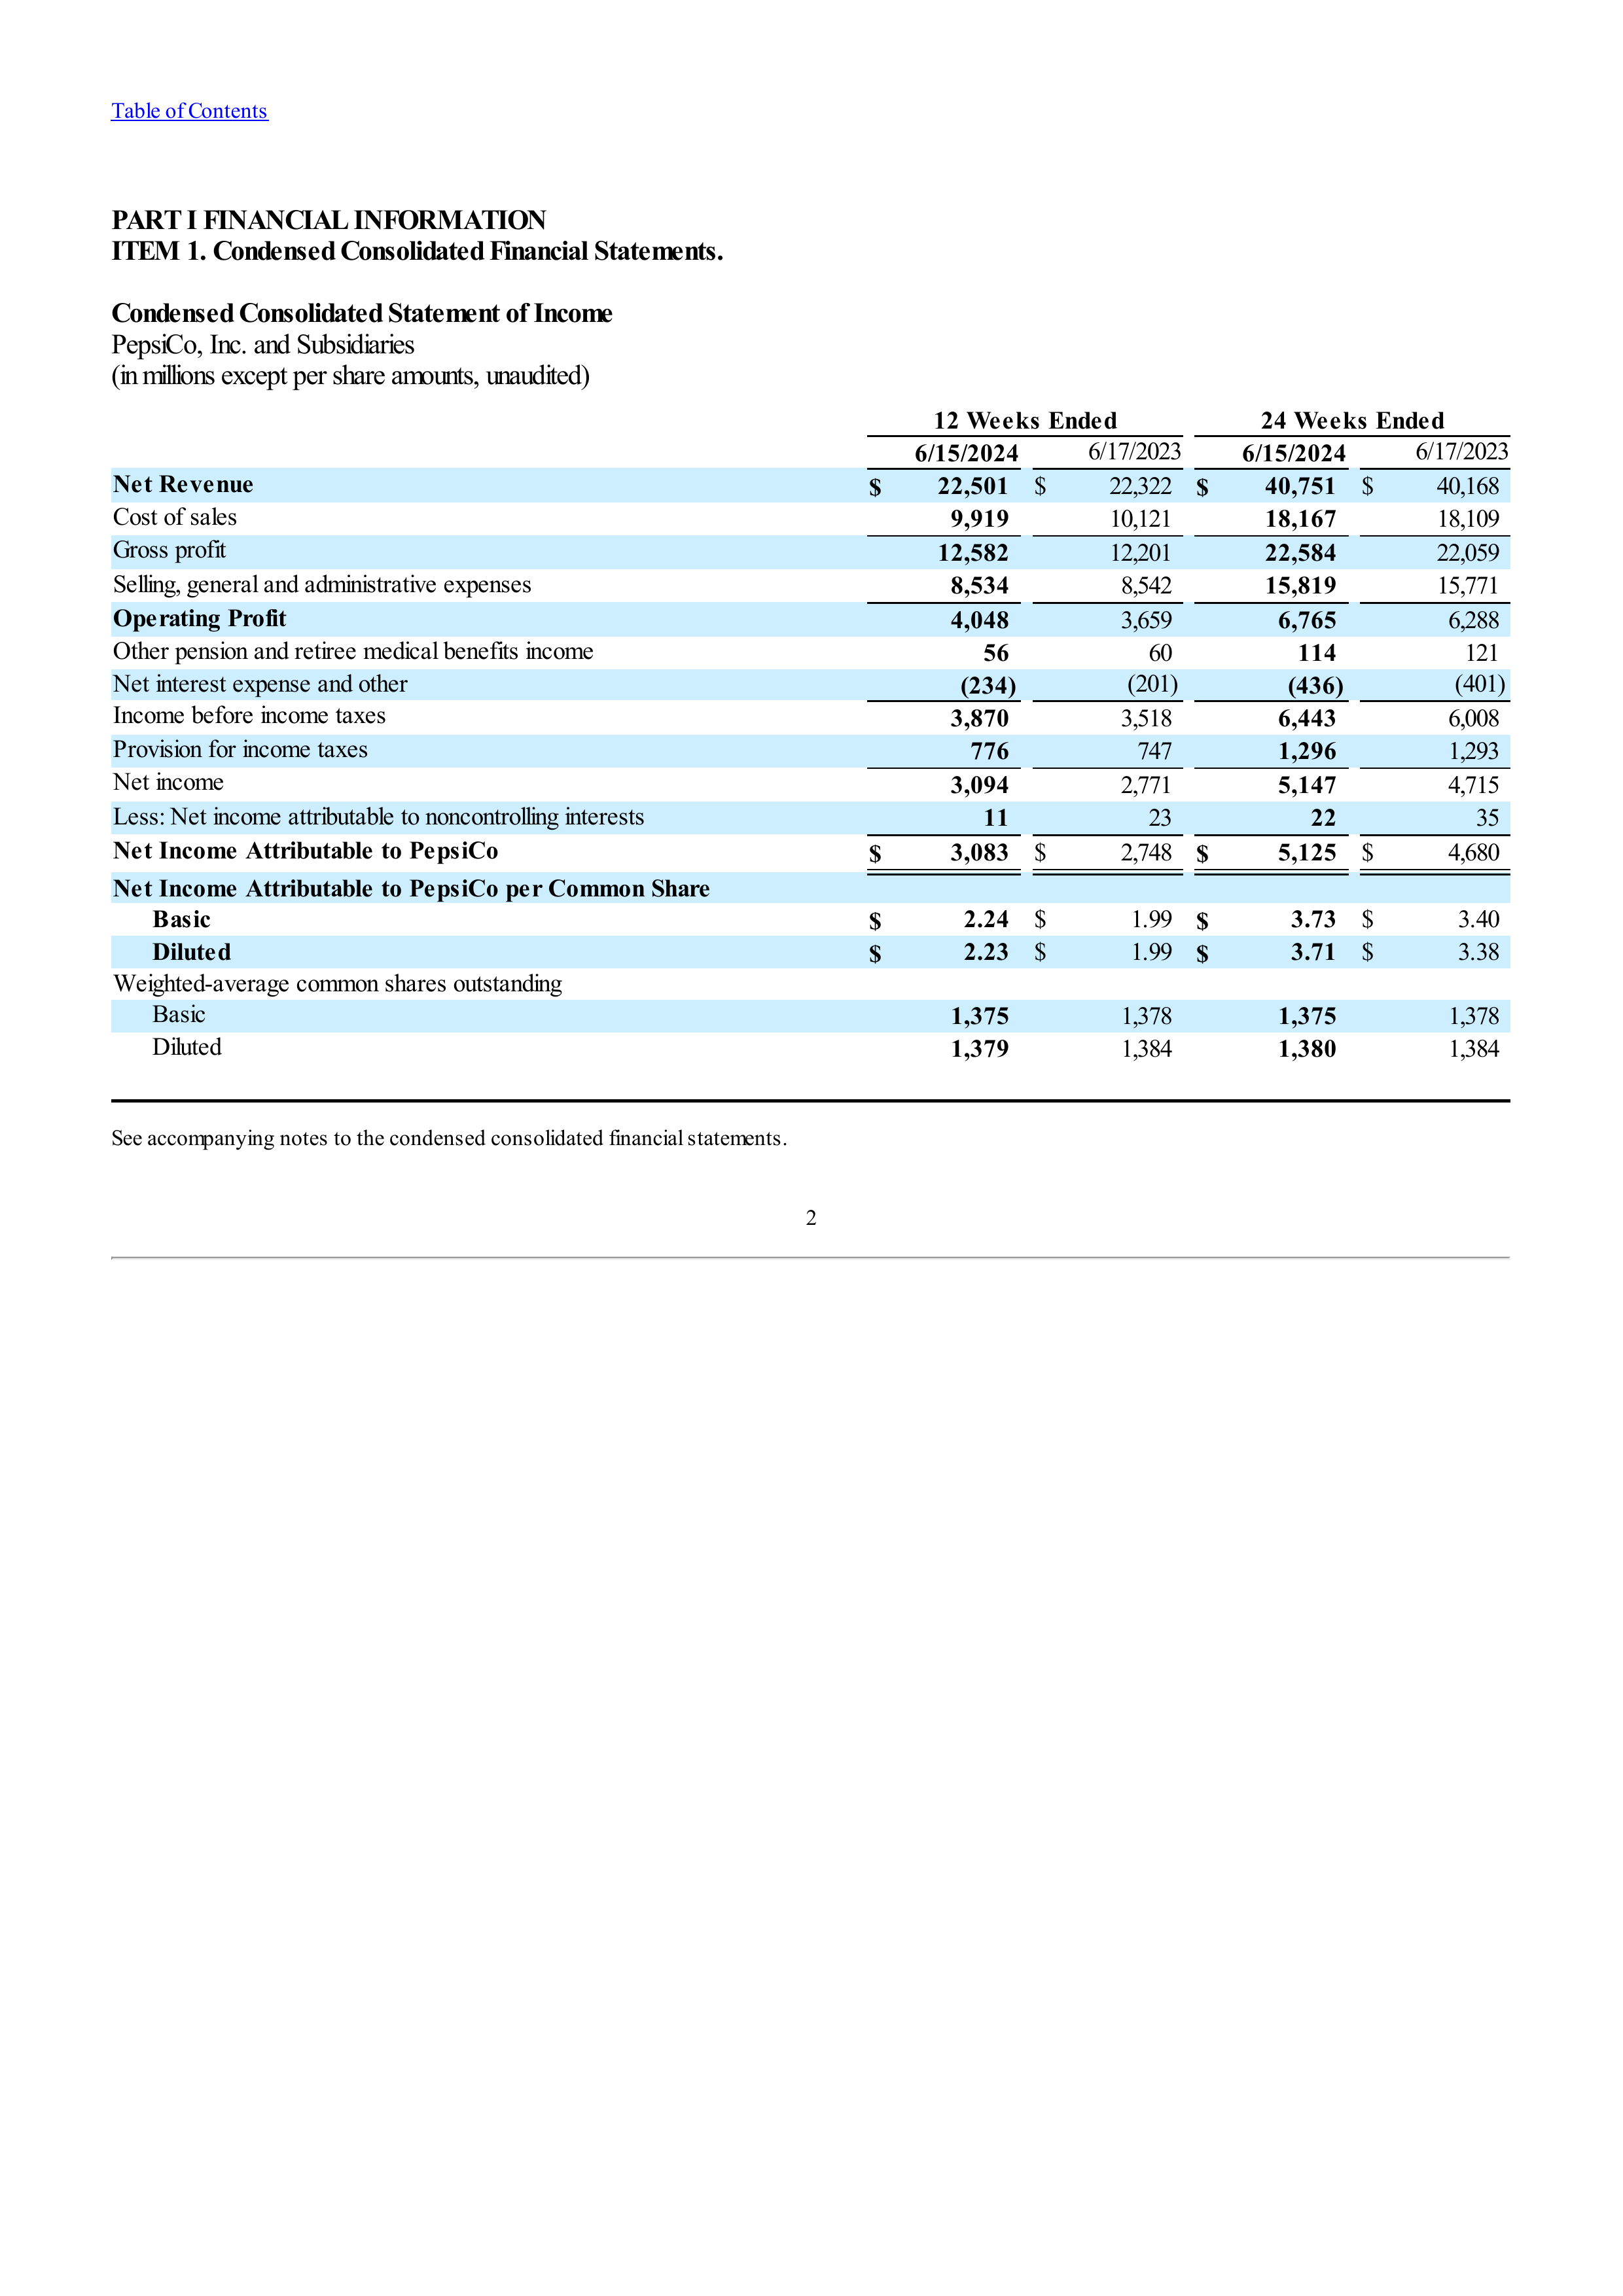 Table of Contents
PART I FINANCIAL INFORMATION
ITEM 1. Condensed Consolidated Financial Statements.
Condensed Consolidated Statement of Income
PepsiCo, Inc. and Subsidiaries
(in millions except per share amounts, unaudited)
12 Weeks Ended 24 Weeks Ended
6/15/2024 6/17/2023 6/15/2024 6/17/2023
Net Revenue $ 22,501 $ 22,322 $ 40,751 $ 40,168
Cost of sales 9,919 10,121 18,167 18,109
Gross profit 12,582 12,201 22,584 22,059
Selling, general and administrative expenses 8,534 8,542 15,819 15,771
Operating Profit 4,048 3,659 6,765 6,288
Other pension and retiree medical benefits income 56 60 114 121
Net interest expense and other (234) (201) (436) (401)
Income before income taxes 3,870 3,518 6,443 6,008
Provision for income taxes 776 747 1,296 1,293
Net income 3,094 2,771 5,147 4,715
Less: Net income attributable to noncontrolling interests 11 23 22 35
Net Income Attributable to PepsiCo $ 3,083 $ 2,748 $ 5,125 $ 4,680
Net Income Attributable to PepsiCo per Common Share
Basic $ 2.24 $ 1.99 $ 3.73 $ 3.40
Diluted $ 2.23 $ 1.99 $ 3.71 $ 3.38
Weighted-average common shares outstanding
Basic 1,375 1,378 1,375 1,378
Diluted 1,379 1,384 1,380 1,384
See accompanying notes to the condensed consolidated financial statements.
2